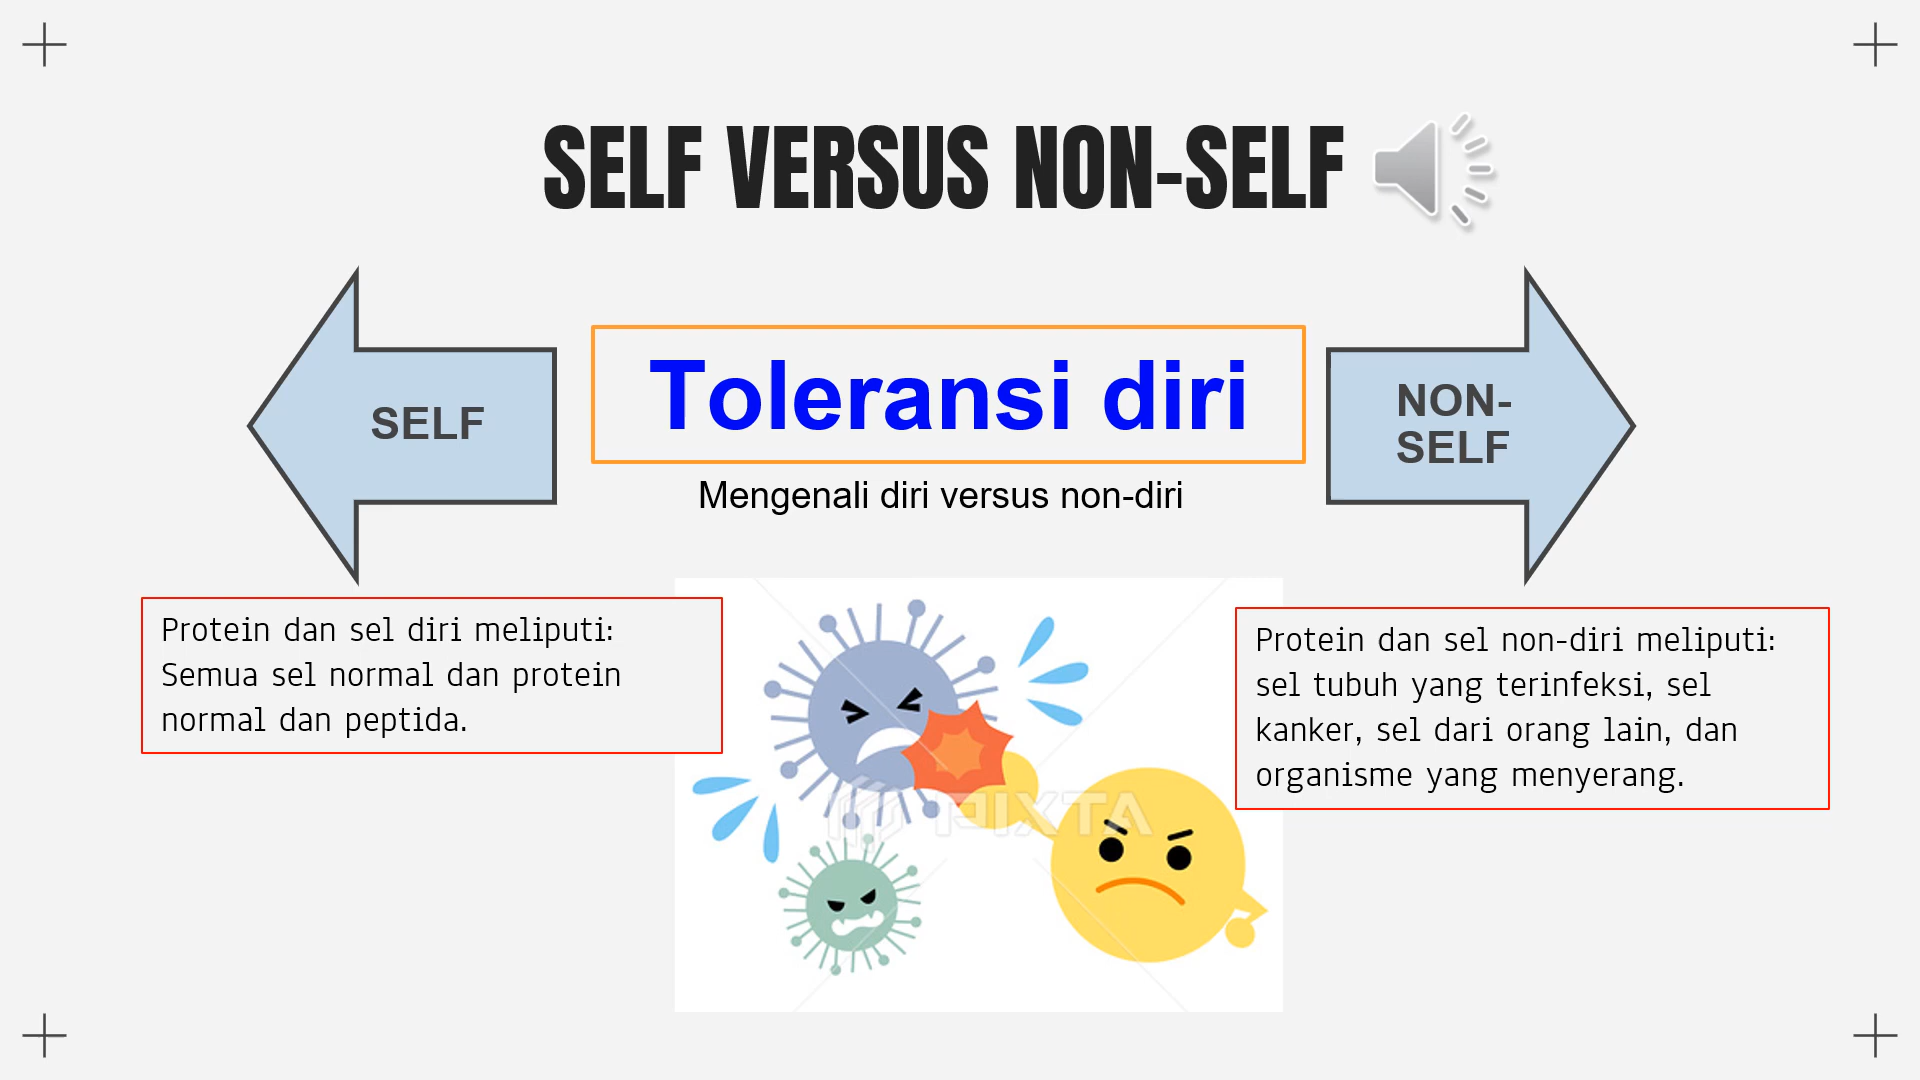 SELF VERSUS NON-SELF
SELF
Toleransi diri
Mengenali diri versus non-diri
NON-
SELF
Protein dan sel diri meliputi:
Semua sel normal dan protein
normal dan peptida.
Protein dan sel non-diri meliputi:
sel tubuh yang terinfeksi, sel
kanker, sel dari orang lain, dan
organisme yang menyerang.
PIXTA